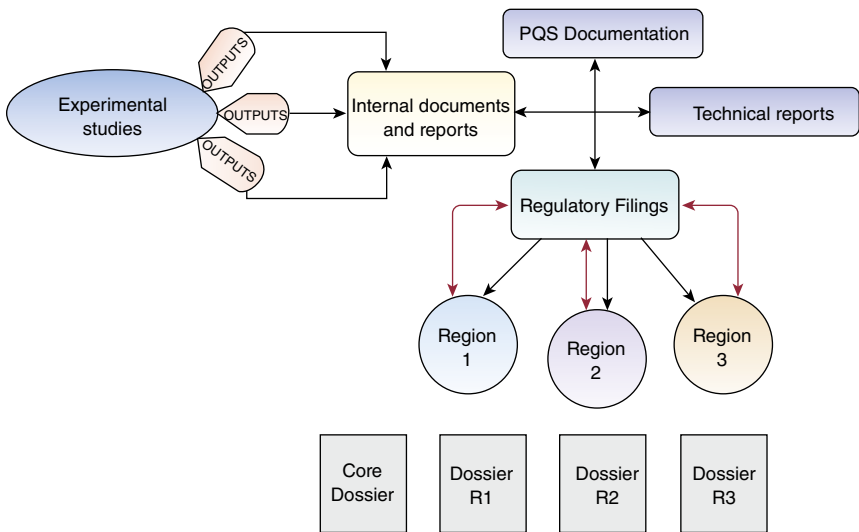 PQS Documentation
OUTPUTS
Experimental
studies
OUTPUTS
Internal documents
and reports
Technical reports
OUTPUTS
Regulatory Filings
Region
1
Region
2
Region
3
Core
Dossier
Dossier
R1
Dossier
R2
Dossier
R3